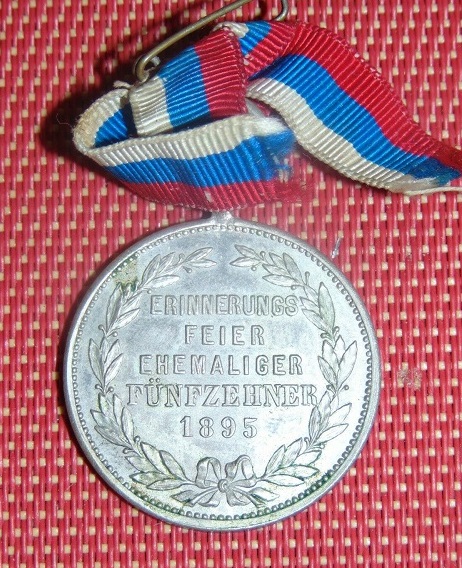 ERINNERUNGS
FEIER
EHEMALIGER
FÜNFZEHNER
1895